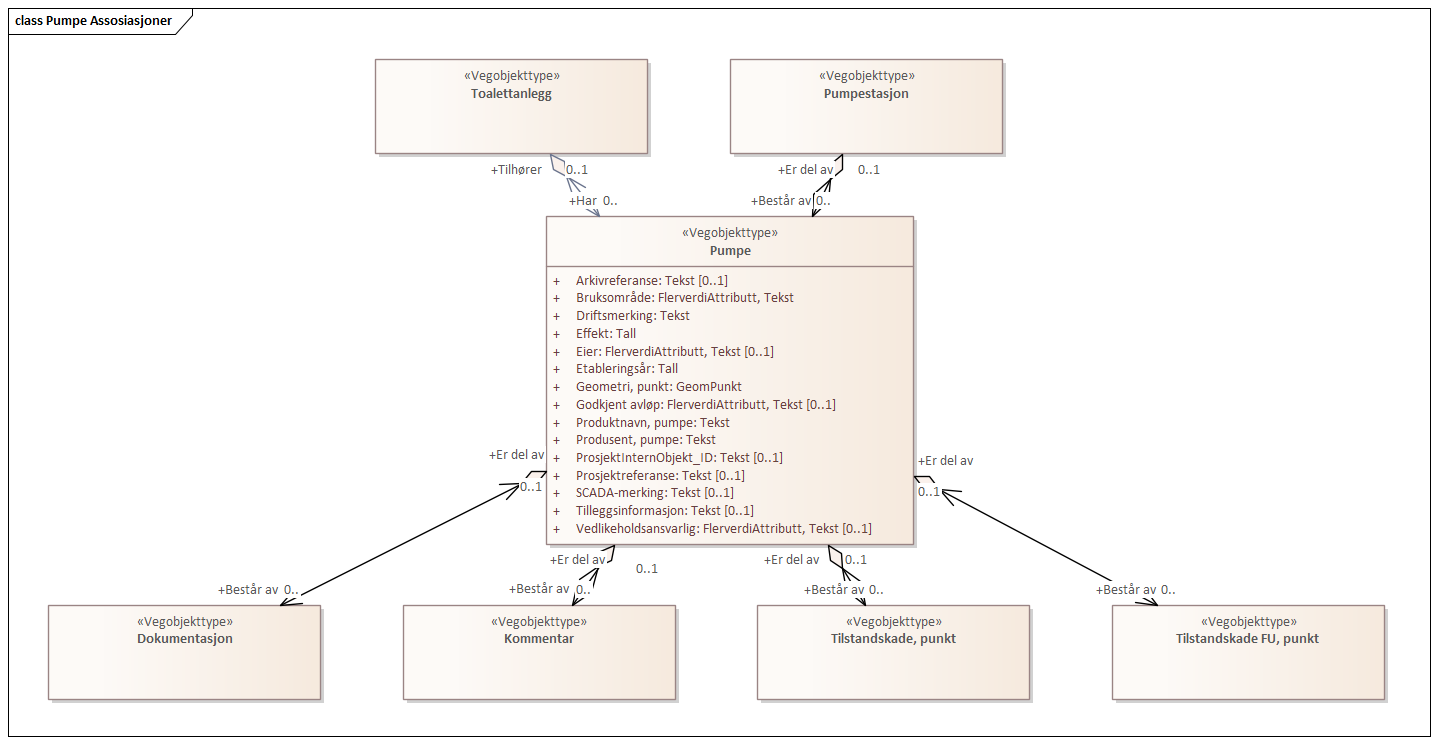 class Pumpe Assosiasjoner
«Vegobjekttype»
Toalettanlegg
«Vegobjekttype»
Pumpestasjon
+Tilhører 0..1
+Er del av 0..1
+Har 0..
+Består av 0..
«Vegobjekttype»
Pumpe
+ Arkivreferanse: Tekst [0..1]
+ Bruksområde: FlerverdiAttributt, Tekst
+ Driftsmerking: Tekst
+ Effekt: Tall
+ Eier: FlerverdiAttributt, Tekst [0..1]
+ Etableringsår: Tall
+ Geometri, punkt: GeomPunkt
+ Godkjent avløp: FlerverdiAttributt, Tekst [0..1]
+ Produktnavn, pumpe: Tekst
+ Produsent, pumpe: Tekst
+ ProsjektInternObjekt_ID: Tekst [0..1]
+ Prosjektreferanse: Tekst [0..1]
+ SCADA-merking: Tekst [0..1]
+ Tilleggsinformasjon: Tekst [0..1]
+ Vedlikeholdsansvarlig: FlerverdiAttributt, Tekst [0..1]
+Er del av
0..1
+Er del av
0..1
+Er del av
0..1
+Er del av 0..1
+Består av 0..
+Består av 0..
+Består av 0..
+Består av 0..
«Vegobjekttype»
Dokumentasjon
«Vegobjekttype»
Kommentar
«Vegobjekttype»
Tilstandskade, punkt
«Vegobjekttype»
Tilstandskade FU, punkt